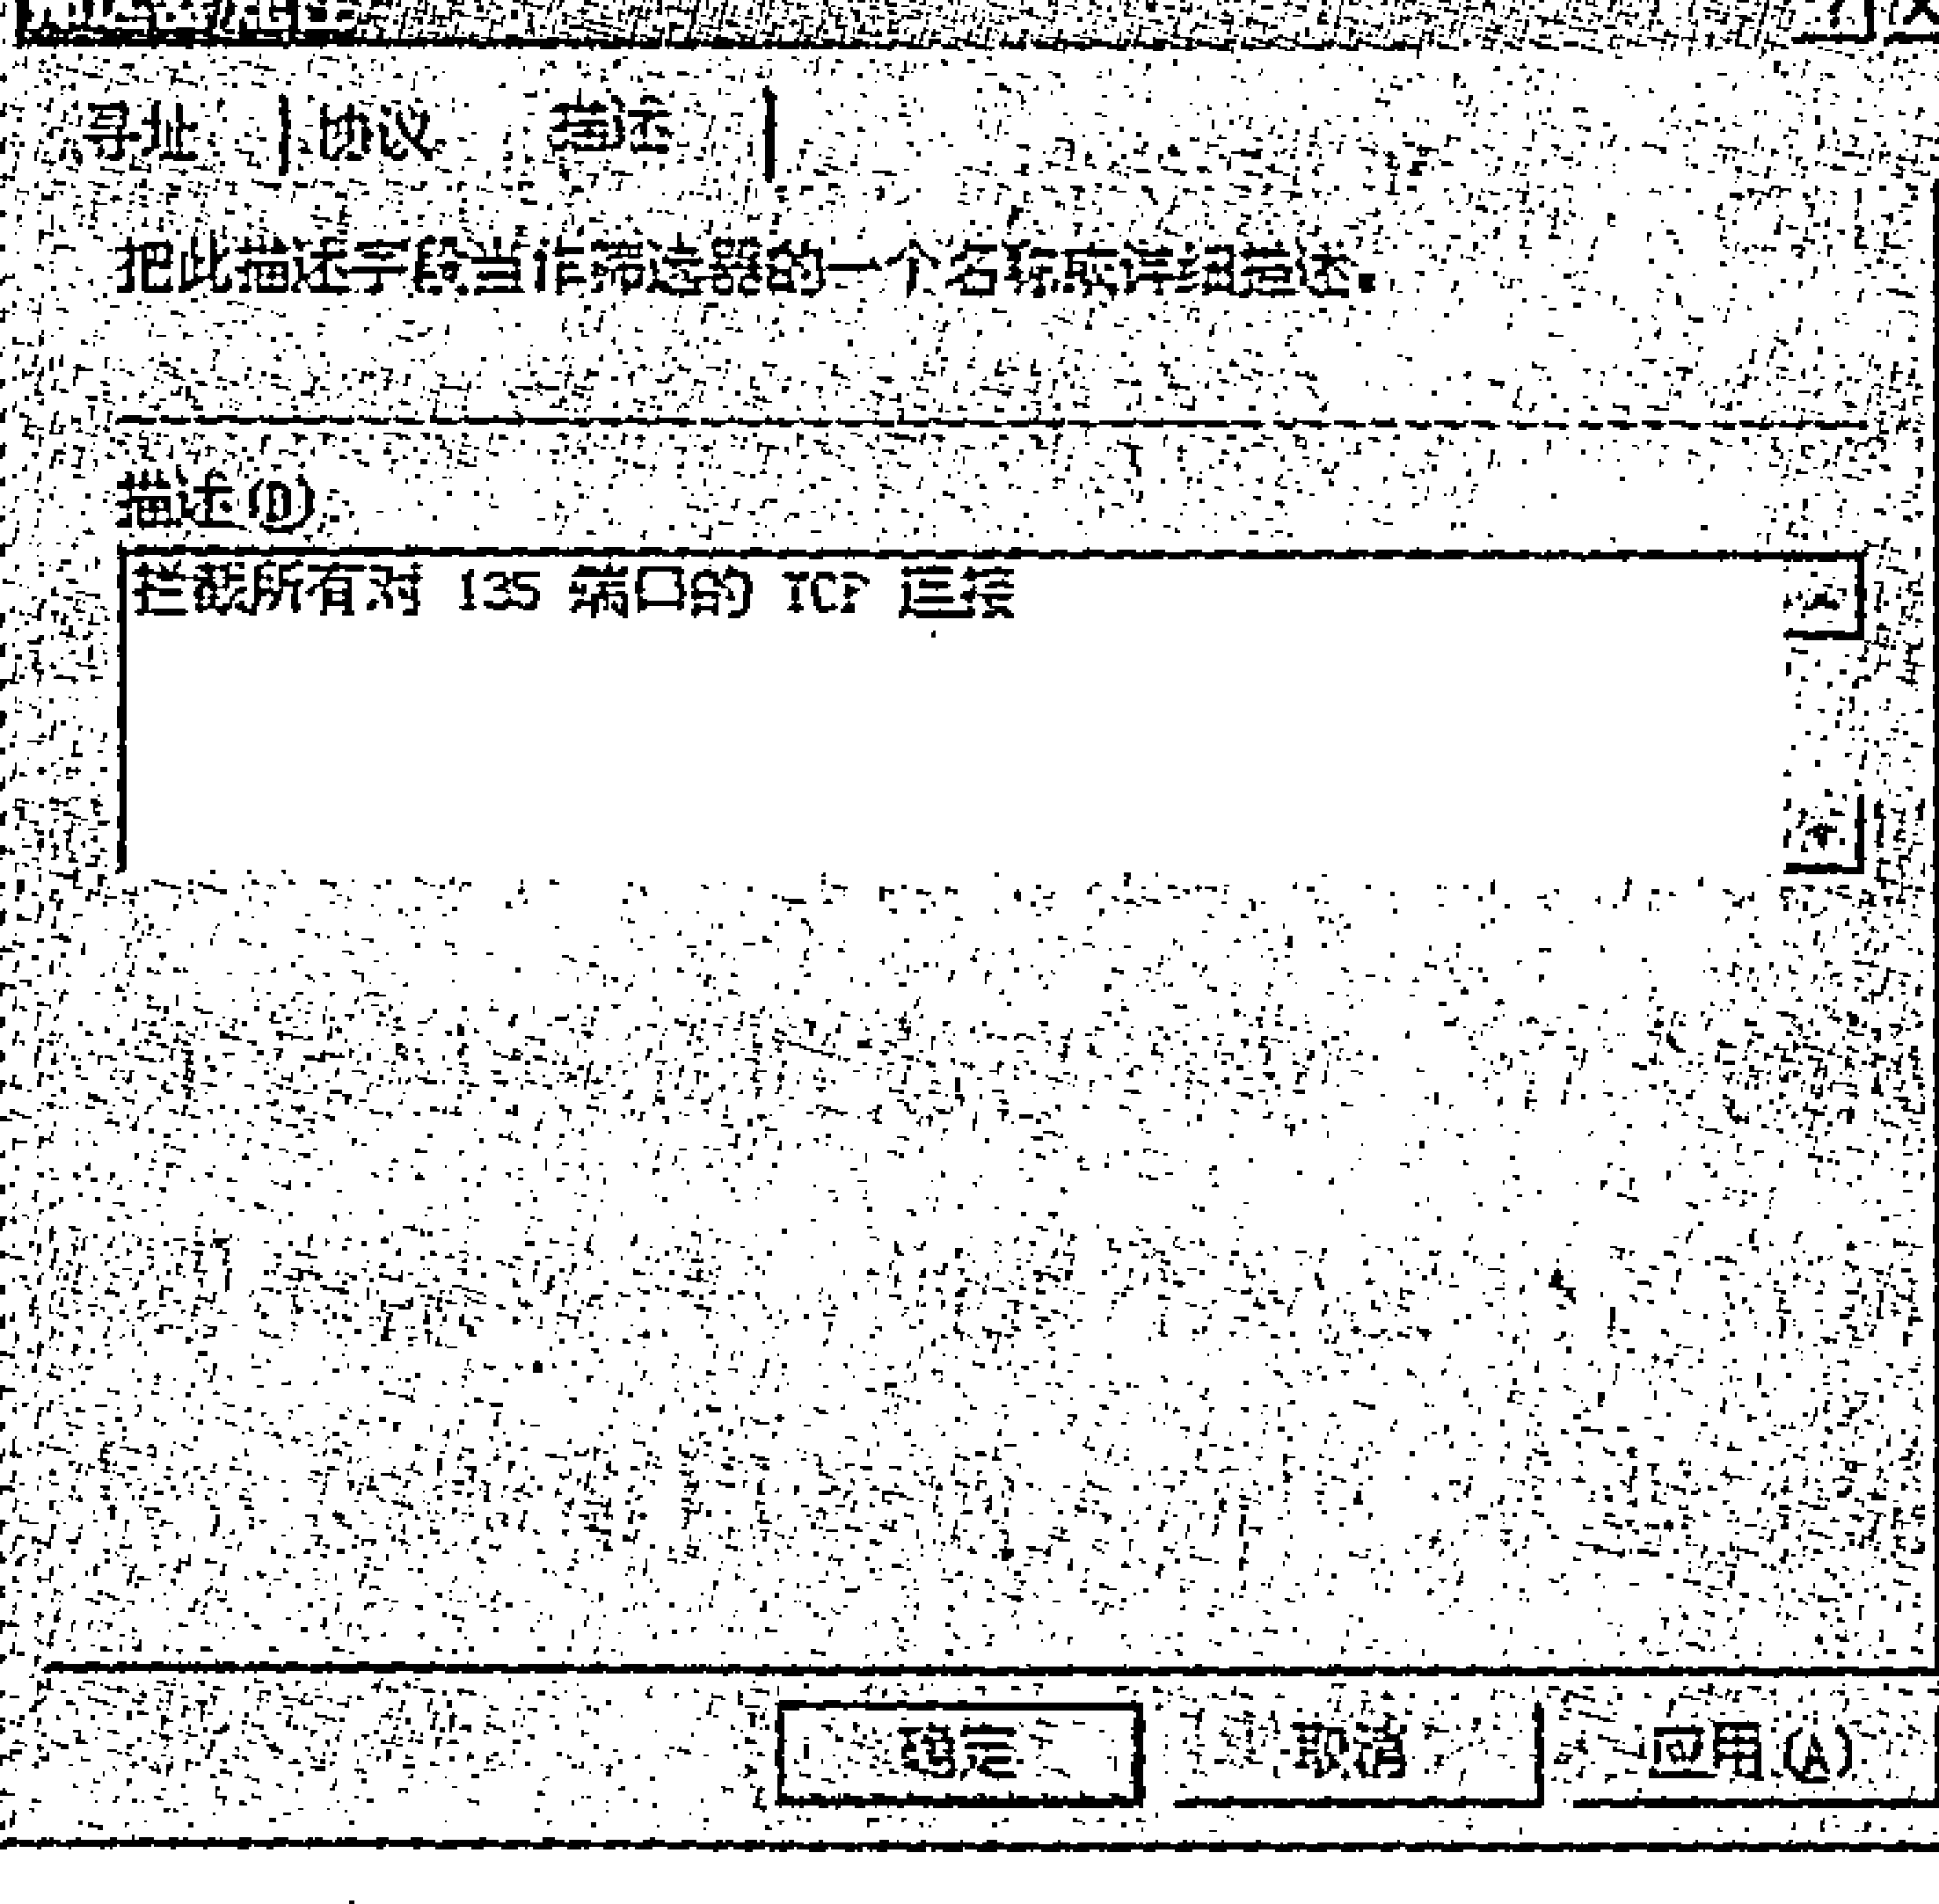 寻址 协议 描述
把此描述字段当作筛选器的一个名称或详细描述。
描述(D):
拦截所有对 135 端口的 TCP 连接
确定 取消 应用(A)